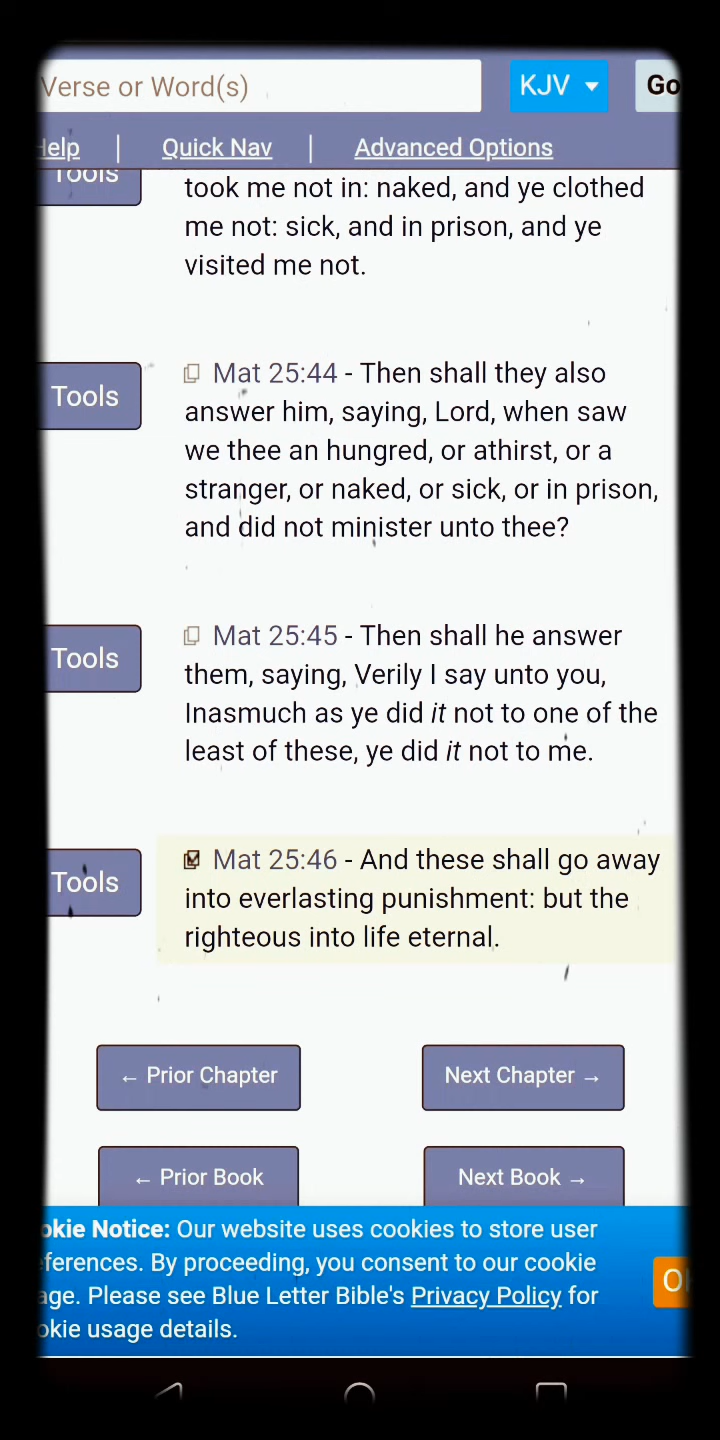 Verse or Word(s)
KJV
Go
Help | Quick Nav | Advanced Options
Tools
took me not in: naked, and ye clothed
me not: sick, and in prison, and ye
visited me not.
Tools
Mat 25:44 - Then shall they also
answer him, saying, Lord, when saw
we thee an hungred, or athirst, or a
stranger, or naked, or sick, or in prison,
and did not minister unto thee?
Tools
Mat 25:45 - Then shall he answer
them, saying, Verily I say unto you,
Inasmuch as ye did it not to one of the
least of these, ye did it not to me.
Tools
Mat 25:46 - And these shall go away
into everlasting punishment: but the
righteous into life eternal.
← Prior Chapter
Next Chapter →
← Prior Book
Next Book →
okie Notice: Our website uses cookies to store user
ferences. By proceeding, you consent to our cookie
age. Please see Blue Letter Bible's Privacy Policy for
okie usage details.
OK